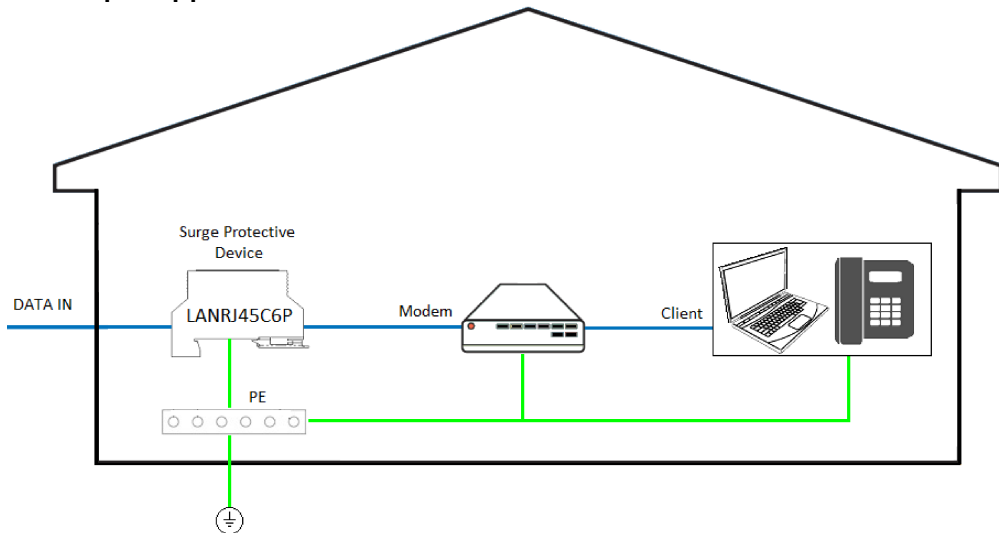 Surge Protective
Device
DATA IN
LANRJ45C6P
Modem
Client
PE